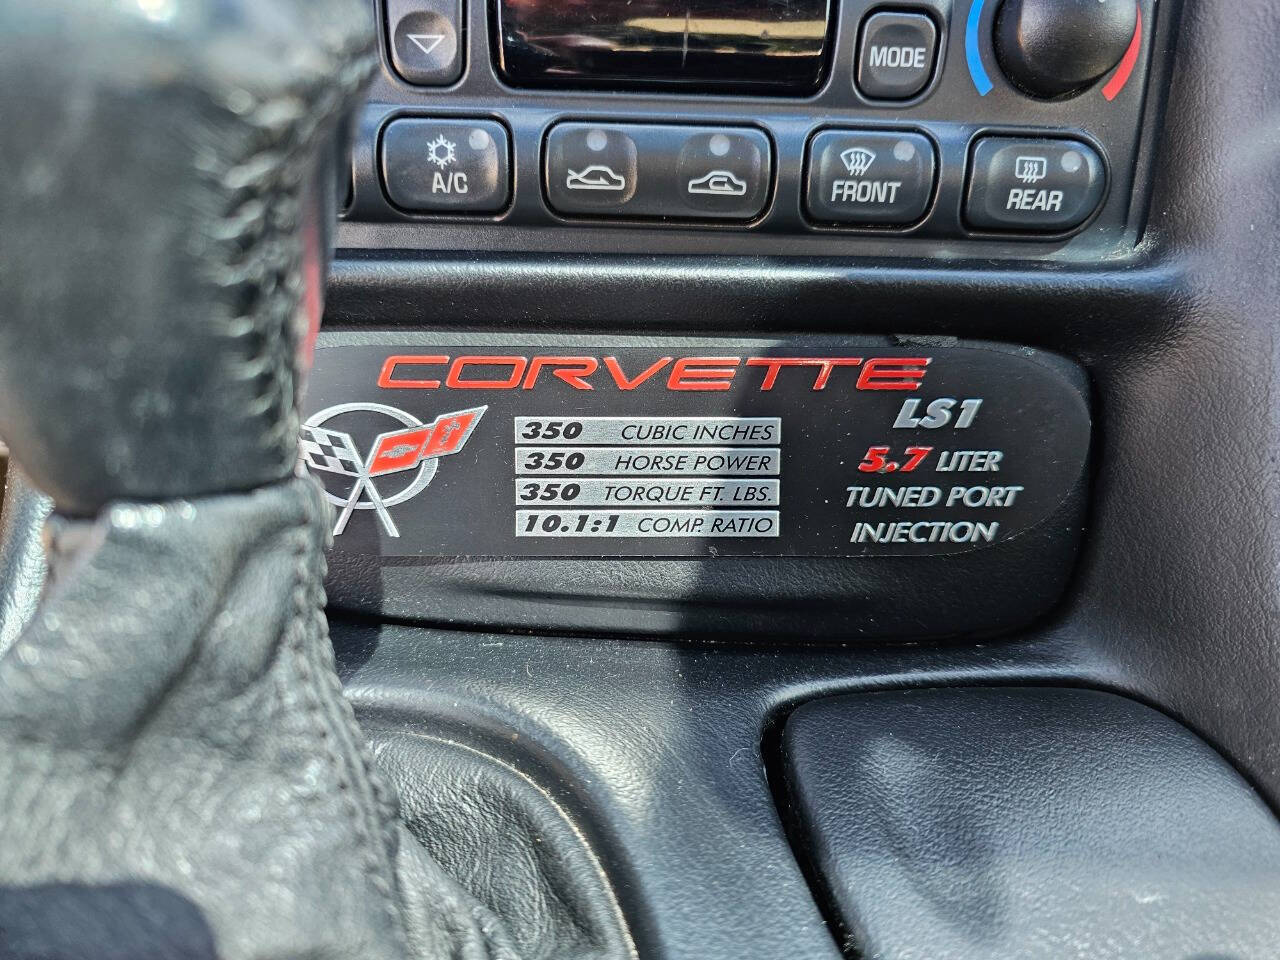 MODE
A/C
FRONT
REAR
CORVETTE
350 CUBIC INCHES
350 HORSE POWER
350 TORQUE FT. LBS.
10.1:1 COMP. RATIO
LS1
5.7 LITER
TUNED PORT
INJECTION